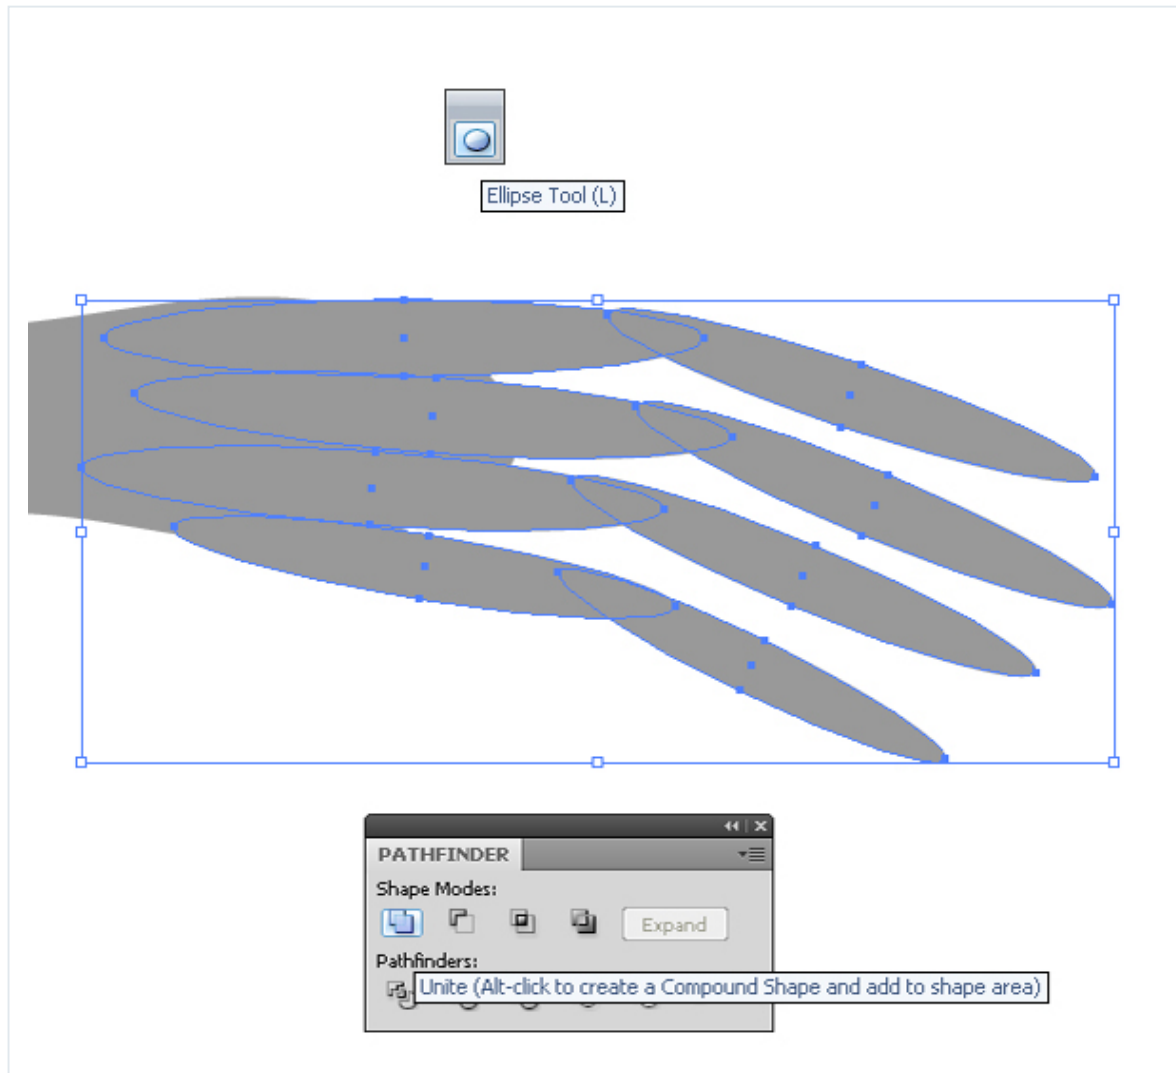 Ellipse Tool (L)
PATHFINDER
Shape Modes:
Expand
Pathfinders:
Unite (Alt-click to create a Compound Shape and add to shape area)